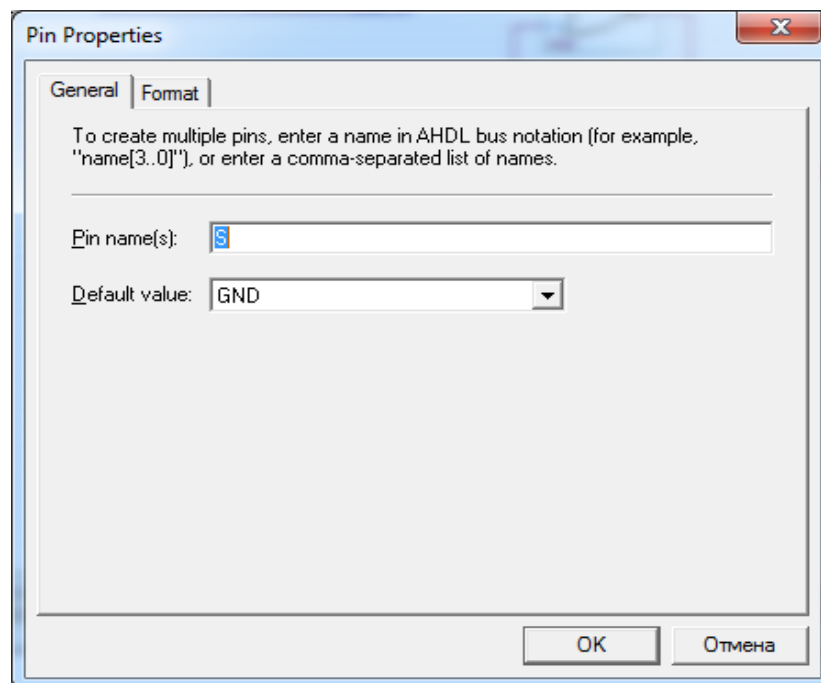 Pin Properties
General Format
To create multiple pins, enter a name in AHDL bus notation (for example,
"name[3..0]"), or enter a comma-separated list of names.
Pin name(s): S
Default value: GND
OK Отмена